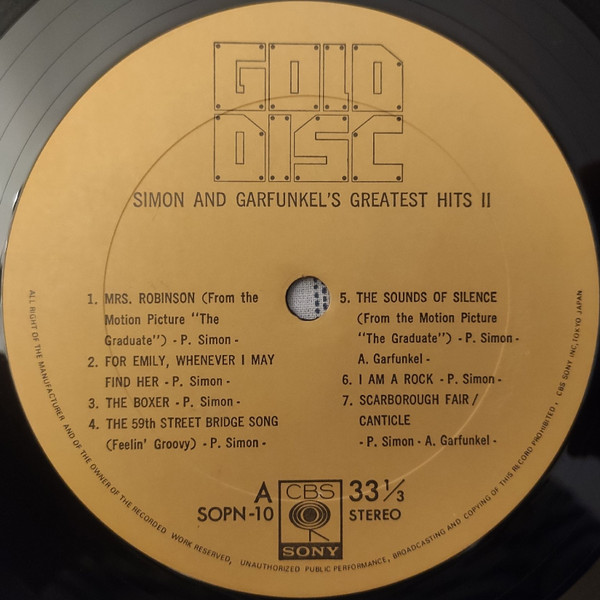 GOLD
DISC
SIMON AND GARFUNKEL'S GREATEST HITS II
1. MRS. ROBINSON (From the
Motion Picture "The
Graduate") - P. Simon -
2. FOR EMILY, WHENEVER I MAY
FIND HER - P. Simon -
3. THE BOXER - P. Simon -
4. THE 59th STREET BRIDGE SONG
(Feelin' Groovy) - P. Simon -
5. THE SOUNDS OF SILENCE
(From the Motion Picture
"The Graduate") - P. Simon -
A. Garfunkel -
6. I AM A ROCK - P. Simon -
7. SCARBOROUGH FAIR /
CANTICLE
- P. Simon - A. Garfunkel -
A
SOPN-10
CBS
SONY
33 1/3
STEREO
ALL RIGHT OF THE MANUFACTURER AND OF THE OWNER OF THE RECORDED WORK RESERVED, UNAUTHORIZED PUBLIC PERFORMANCE, BROADCASTING AND COPYING OF THIS RECORD PROHIBITED, CBS SONY INC, TOKYO JAPAN